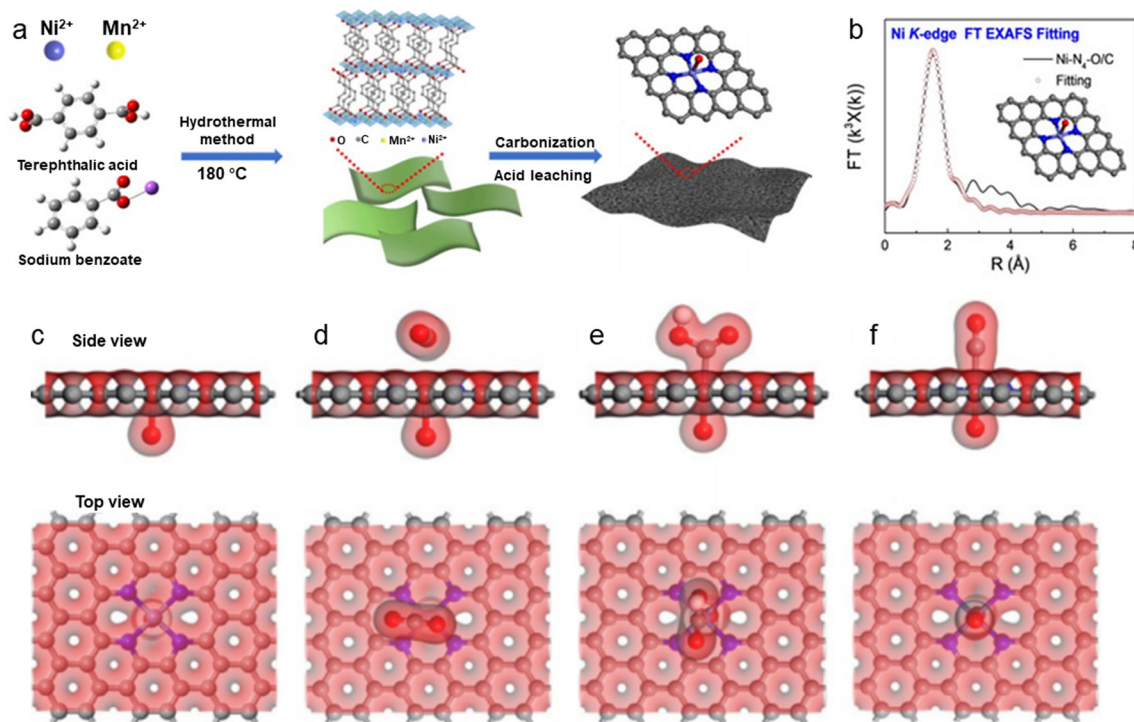 a
Ni²⁺ Mn²⁺
Terephthalic acid
Sodium benzoate
Hydrothermal
method
180 °C
O C Mn²⁺ Ni²⁺
Carbonization
Acid leaching
b
Ni K-edge FT EXAFS Fitting
Ni-N₄-O/C
Fitting
FT (k³X(k))
0 2 4 6 8
R (Å)
c Side view
d
e
f
Top view